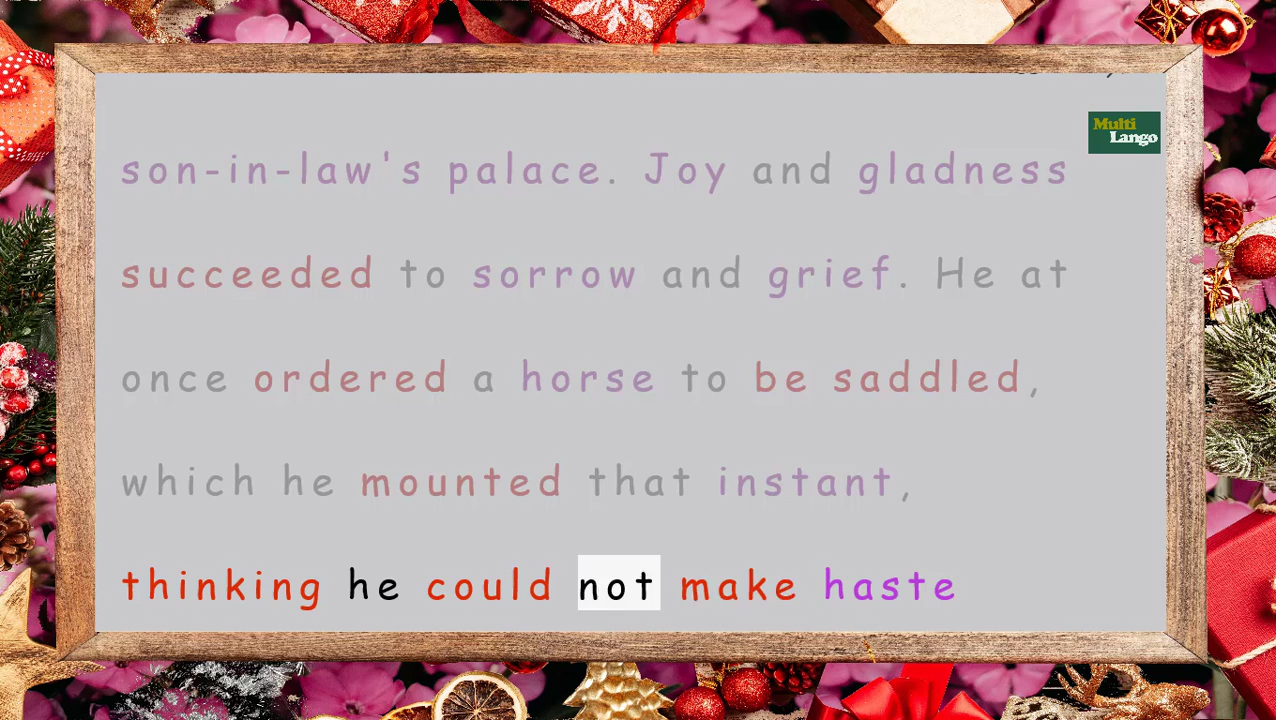 Multi
Lango
son-in-law's palace. Joy and gladness
succeeded to sorrow and grief. He at
once ordered a horse to be saddled,
which he mounted that instant,
thinking he could not make haste